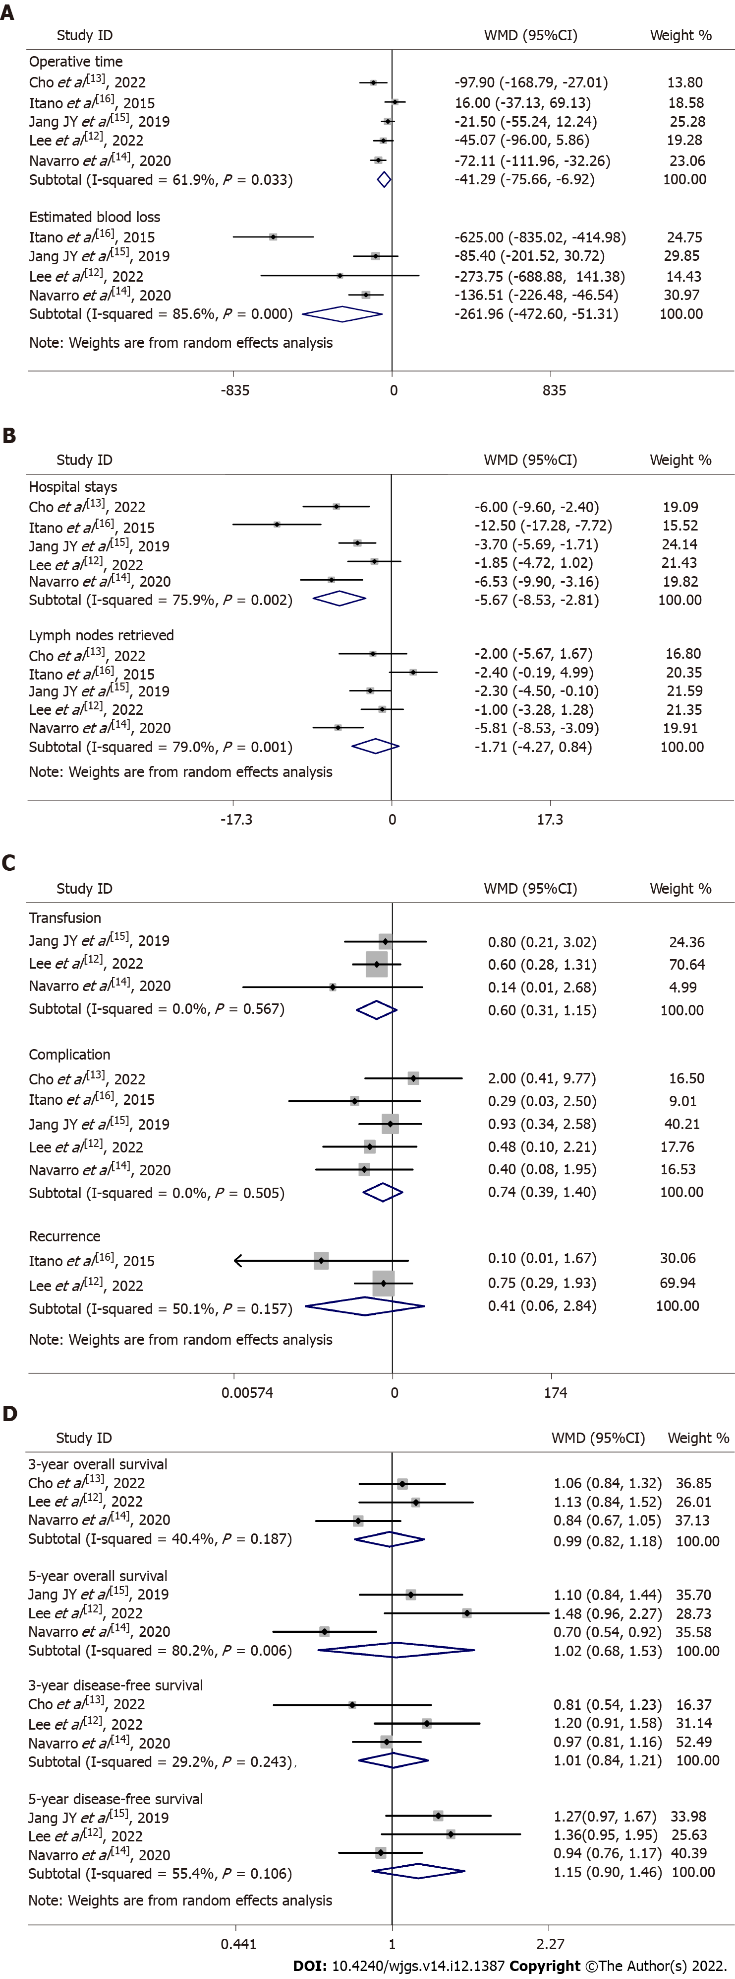 A
Study ID WMD (95%CI) Weight %
Operative time
Cho et al[13], 2022 -97.90 (-168.79, -27.01) 13.80
Itano et al[16], 2015 16.00 (-37.13, 69.13) 18.58
Jang JY et al[15], 2019 -21.50 (-55.24, 12.24) 25.28
Lee et al[12], 2022 -45.07 (-96.00, 5.86) 19.28
Navarro et al[14], 2020 -72.11 (-111.96, -32.26) 23.06
Subtotal (I-squared = 61.9%, P = 0.033) -41.29 (-75.66, -6.92) 100.00
Estimated blood loss
Itano et al[16], 2015 -625.00 (-835.02, -414.98) 24.75
Jang JY et al[15], 2019 -85.40 (-201.52, 30.72) 29.85
Lee et al[12], 2022 -273.75 (-688.88, 141.38) 14.43
Navarro et al[14], 2020 -136.51 (-226.48, -46.54) 30.97
Subtotal (I-squared = 85.6%, P = 0.000) -261.96 (-472.60, -51.31) 100.00
Note: Weights are from random effects analysis
-835 0 835
B
Study ID WMD (95%CI) Weight %
Hospital stays
Cho et al[13], 2022 -6.00 (-9.60, -2.40) 19.09
Itano et al[16], 2015 -12.50 (-17.28, -7.72) 15.52
Jang JY et al[15], 2019 -3.70 (-5.69, -1.71) 24.14
Lee et al[12], 2022 -1.85 (-4.72, 1.02) 21.43
Navarro et al[14], 2020 -6.53 (-9.90, -3.16) 19.82
Subtotal (I-squared = 75.9%, P = 0.002) -5.67 (-8.53, -2.81) 100.00
Lymph nodes retrieved
Cho et al[13], 2022 -2.00 (-5.67, 1.67) 16.80
Itano et al[16], 2015 -2.40 (-0.19, 4.99) 20.35
Jang JY et al[15], 2019 -2.30 (-4.50, -0.10) 21.59
Lee et al[12], 2022 -1.00 (-3.28, 1.28) 21.35
Navarro et al[14], 2020 -5.81 (-8.53, -3.09) 19.91
Subtotal (I-squared = 79.0%, P = 0.001) -1.71 (-4.27, 0.84) 100.00
Note: Weights are from random effects analysis
-17.3 0 17.3
C
Study ID WMD (95%CI) Weight %
Transfusion
Jang JY et al[15], 2019 0.80 (0.21, 3.02) 24.36
Lee et al[12], 2022 0.60 (0.28, 1.31) 70.64
Navarro et al[14], 2020 0.14 (0.01, 2.68) 4.99
Subtotal (I-squared = 0.0%, P = 0.567) 0.60 (0.31, 1.15) 100.00
Complication
Cho et al[13], 2022 2.00 (0.41, 9.77) 16.50
Itano et al[16], 2015 0.29 (0.03, 2.50) 9.01
Jang JY et al[15], 2019 0.93 (0.34, 2.58) 40.21
Lee et al[12], 2022 0.48 (0.10, 2.21) 17.76
Navarro et al[14], 2020 0.40 (0.08, 1.95) 16.53
Subtotal (I-squared = 0.0%, P = 0.505) 0.74 (0.39, 1.40) 100.00
Recurrence
Itano et al[16], 2015 0.10 (0.01, 1.67) 30.06
Lee et al[12], 2022 0.75 (0.29, 1.93) 69.94
Subtotal (I-squared = 50.1%, P = 0.157) 0.41 (0.06, 2.84) 100.00
Note: Weights are from random effects analysis
0.00574 0 174
D
Study ID WMD (95%CI) Weight %
3-year overall survival
Cho et al[13], 2022 1.06 (0.84, 1.32) 36.85
Lee et al[12], 2022 1.13 (0.84, 1.52) 26.01
Navarro et al[14], 2020 0.84 (0.67, 1.05) 37.13
Subtotal (I-squared = 40.4%, P = 0.187) 0.99 (0.82, 1.18) 100.00
5-year overall survival
Jang JY et al[15], 2019 1.10 (0.84, 1.44) 35.70
Lee et al[12], 2022 1.48 (0.96, 2.27) 28.73
Navarro et al[14], 2020 0.70 (0.54, 0.92) 35.58
Subtotal (I-squared = 80.2%, P = 0.006) 1.02 (0.68, 1.53) 100.00
3-year disease-free survival
Cho et al[13], 2022 0.81 (0.54, 1.23) 16.37
Lee et al[12], 2022 1.20 (0.91, 1.58) 31.14
Navarro et al[14], 2020 0.97 (0.81, 1.16) 52.49
Subtotal (I-squared = 29.2%, P = 0.243). 1.01 (0.84, 1.21) 100.00
5-year disease-free survival
Jang JY et al[15], 2019 1.27(0.97, 1.67) 33.98
Lee et al[12], 2022 1.36(0.95, 1.95) 25.63
Navarro et al[14], 2020 0.94 (0.76, 1.17) 40.39
Subtotal (I-squared = 55.4%, P = 0.106) 1.15 (0.90, 1.46) 100.00
Note: Weights are from random effects analysis
0.441 1 2.27
DOI: 10.4240/wjgs.v14.i12.1387 Copyright ©The Author(s) 2022.